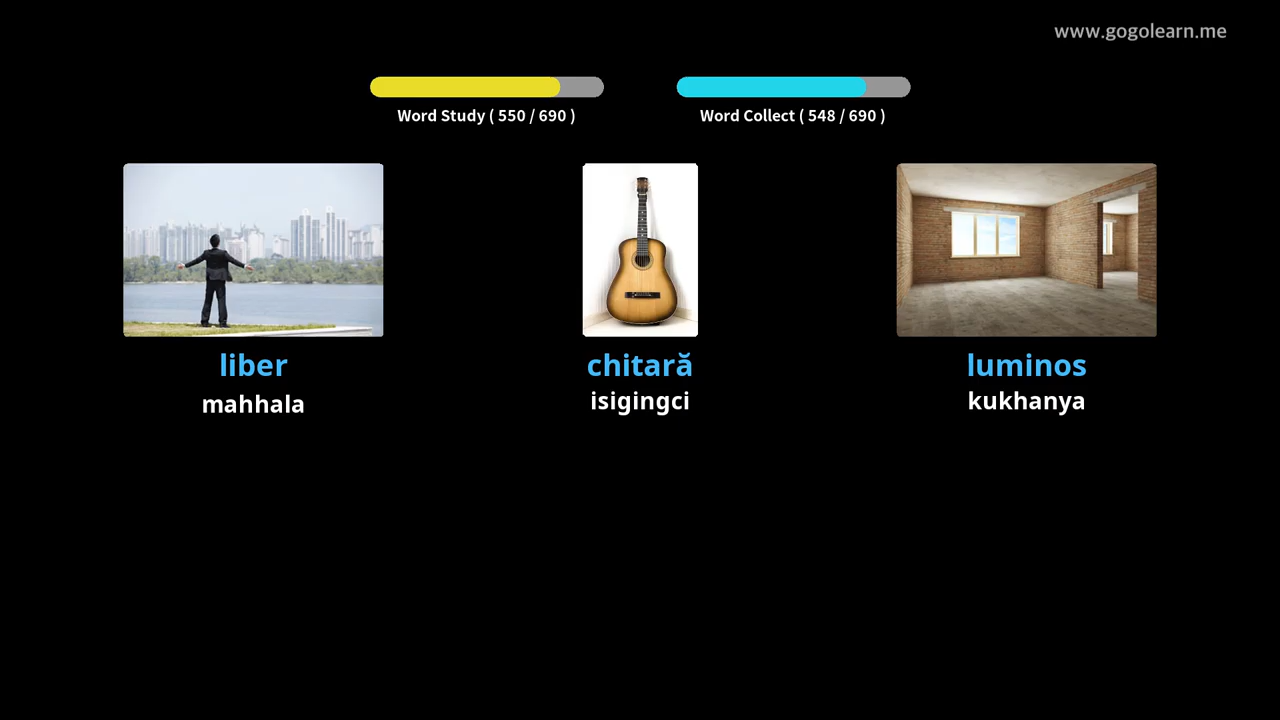 www.gogolearn.me
Word Study ( 550 / 690 )
Word Collect ( 548 / 690 )
liber
mahhala
chitară
isigingci
luminos
kukhanya